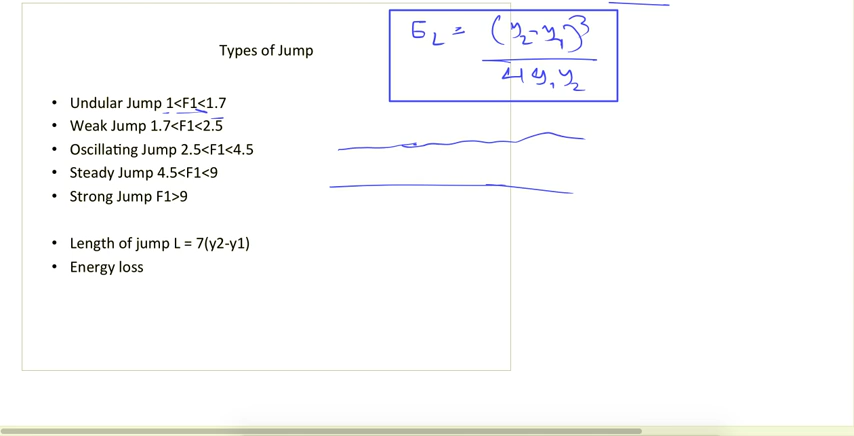 Types of Jump
E_L = (y₂-y₁)³
4y₁y₂
• Undular Jump 1<F1<1.7
• Weak Jump 1.7<F1<2.5
• Oscillating Jump 2.5<F1<4.5
• Steady Jump 4.5<F1<9
• Strong Jump F1>9
• Length of jump L = 7(y2-y1)
• Energy loss